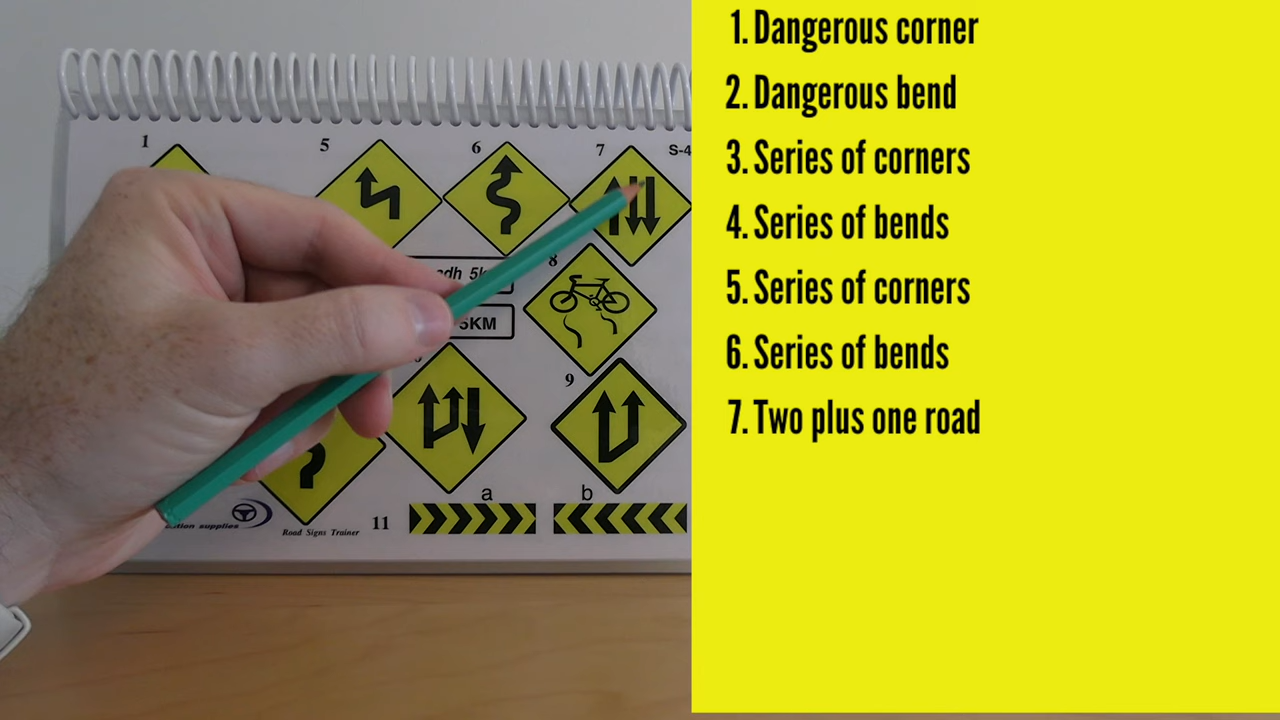 1. Dangerous corner
2. Dangerous bend
3. Series of corners
4. Series of bends
5. Series of corners
6. Series of bends
7. Two plus one road
1
5
6
7
S-4
8
5KM
9
a
b
supplies
Road Signs Trainer
11